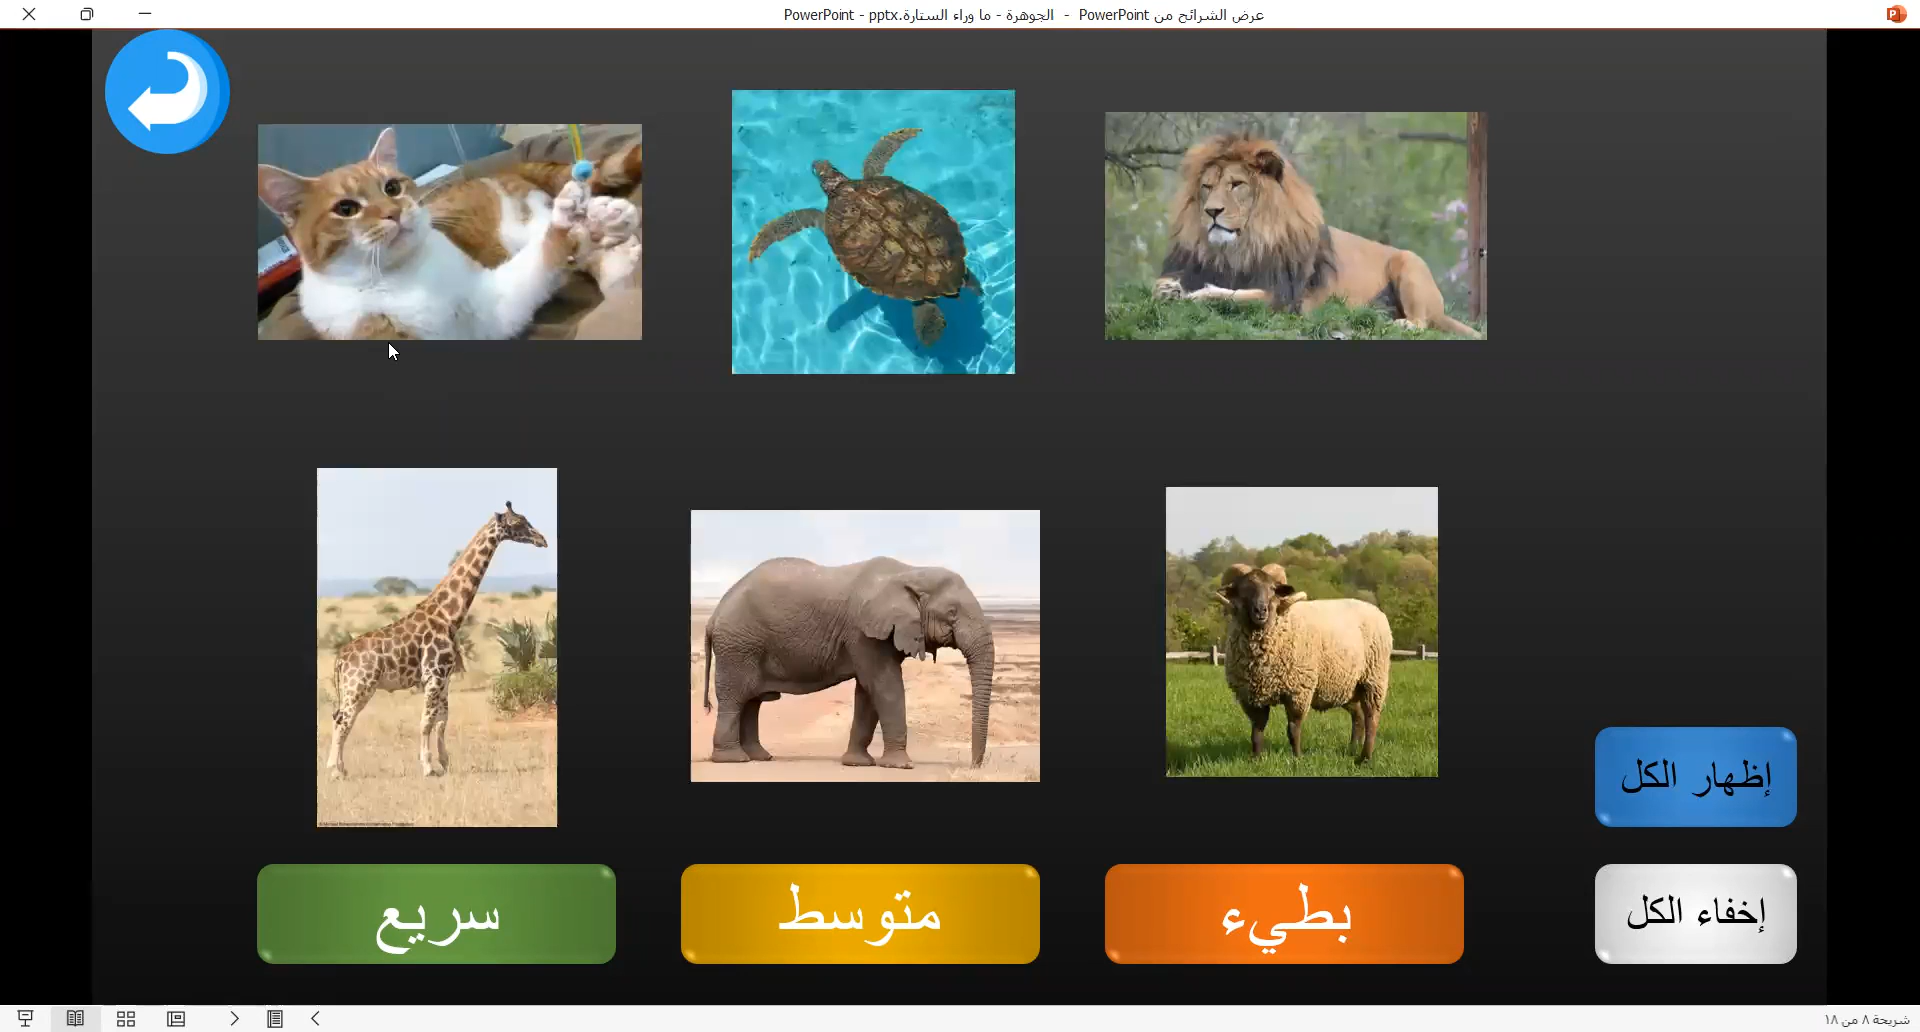 عرض الشرائح من PowerPoint - الجوهرة - ما وراء الستارة.pptx - PowerPoint
إظهار الكل
سريع
متوسط
بطيء
إخفاء الكل
شريحة ٨ من ١٨